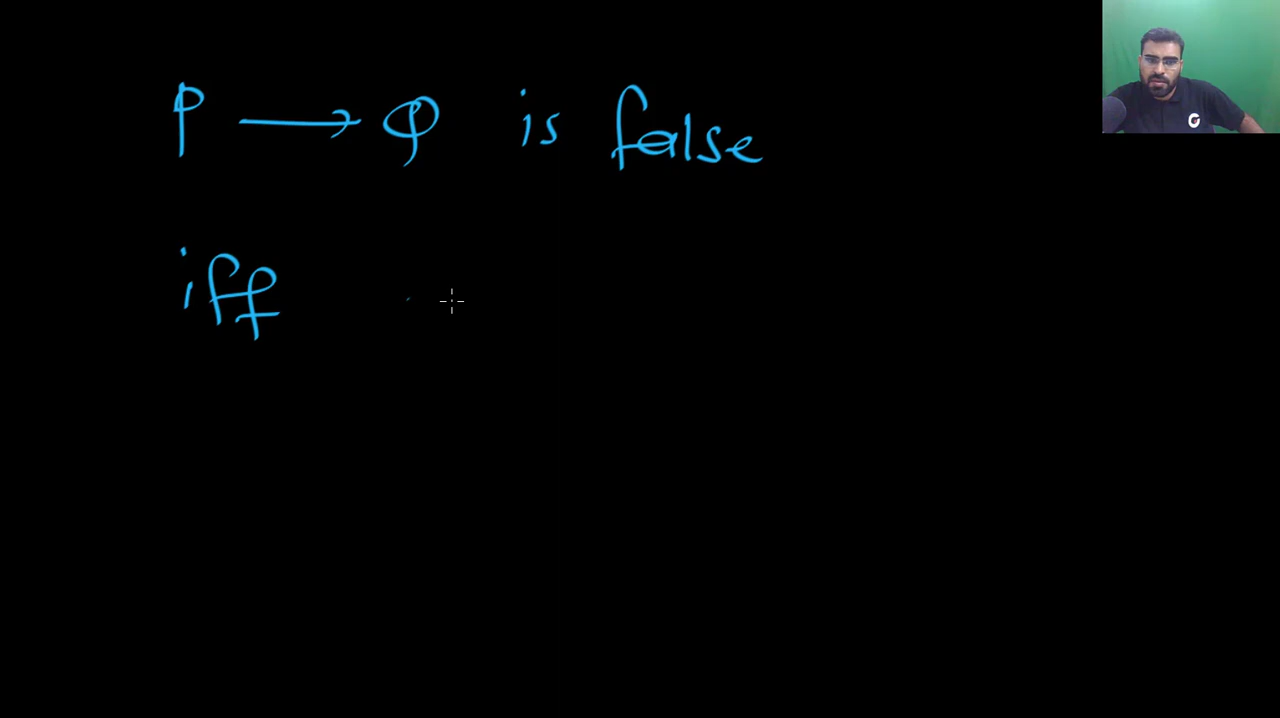 P → Q is false
iff